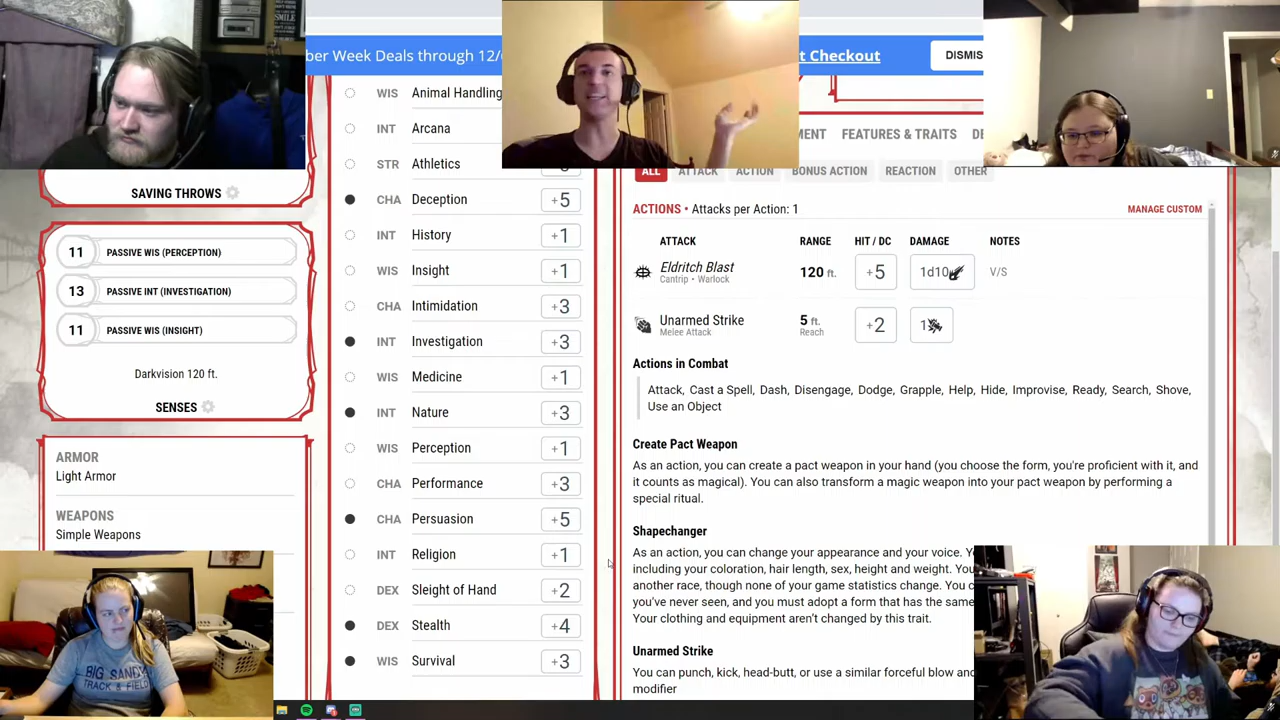 ber Week Deals through 12/
t Checkout
DISMIS
SAVING THROWS
11 PASSIVE WIS (PERCEPTION)
13 PASSIVE INT (INVESTIGATION)
11 PASSIVE WIS (INSIGHT)
Darkvision 120 ft.
SENSES
ARMOR
Light Armor
WEAPONS
Simple Weapons
WIS Animal Handling
INT Arcana
STR Athletics
CHA Deception +5
INT History +1
WIS Insight +1
CHA Intimidation +3
INT Investigation +3
WIS Medicine +1
INT Nature +3
WIS Perception +1
CHA Performance +3
CHA Persuasion +5
INT Religion +1
DEX Sleight of Hand +2
DEX Stealth +4
WIS Survival +3
MENT FEATURES & TRAITS DE
ALL ATTACK ACTION BONUS ACTION REACTION OTHER
ACTIONS • Attacks per Action: 1 MANAGE CUSTOM
ATTACK RANGE HIT / DC DAMAGE NOTES
Eldritch Blast 120 ft. +5 1d10 V/S
Cantrip • Warlock
Unarmed Strike 5 ft. +2 1
Melee Attack Reach
Actions in Combat
Attack, Cast a Spell, Dash, Disengage, Dodge, Grapple, Help, Hide, Improvise, Ready, Search, Shove,
Use an Object
Create Pact Weapon
As an action, you can create a pact weapon in your hand (you choose the form, you're proficient with it, and
it counts as magical). You can also transform a magic weapon into your pact weapon by performing a
special ritual.
Shapechanger
As an action, you can change your appearance and your voice. Y
including your coloration, hair length, sex, height and weight. Y
another race, though none of your game statistics change. You c
you've never seen, and you must adopt a form that has the same
Your clothing and equipment aren't changed by this trait.
Unarmed Strike
You can punch, kick, head-butt, or use a similar forceful blow and
modifier
BIG SANDY
TRACK & FIELD